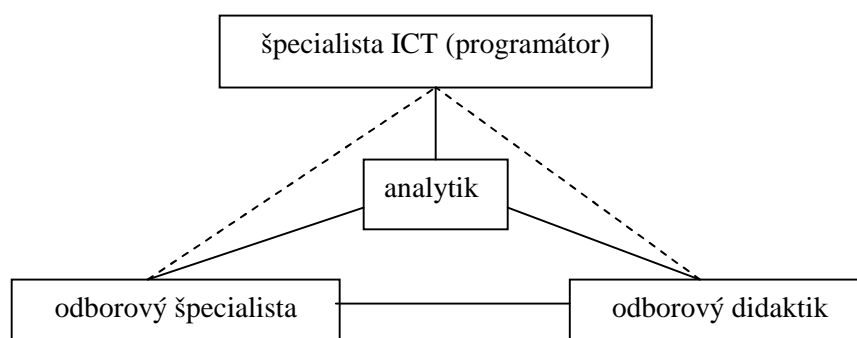 špecialista ICT (programátor)
analytik
odborový špecialista
odborový didaktik